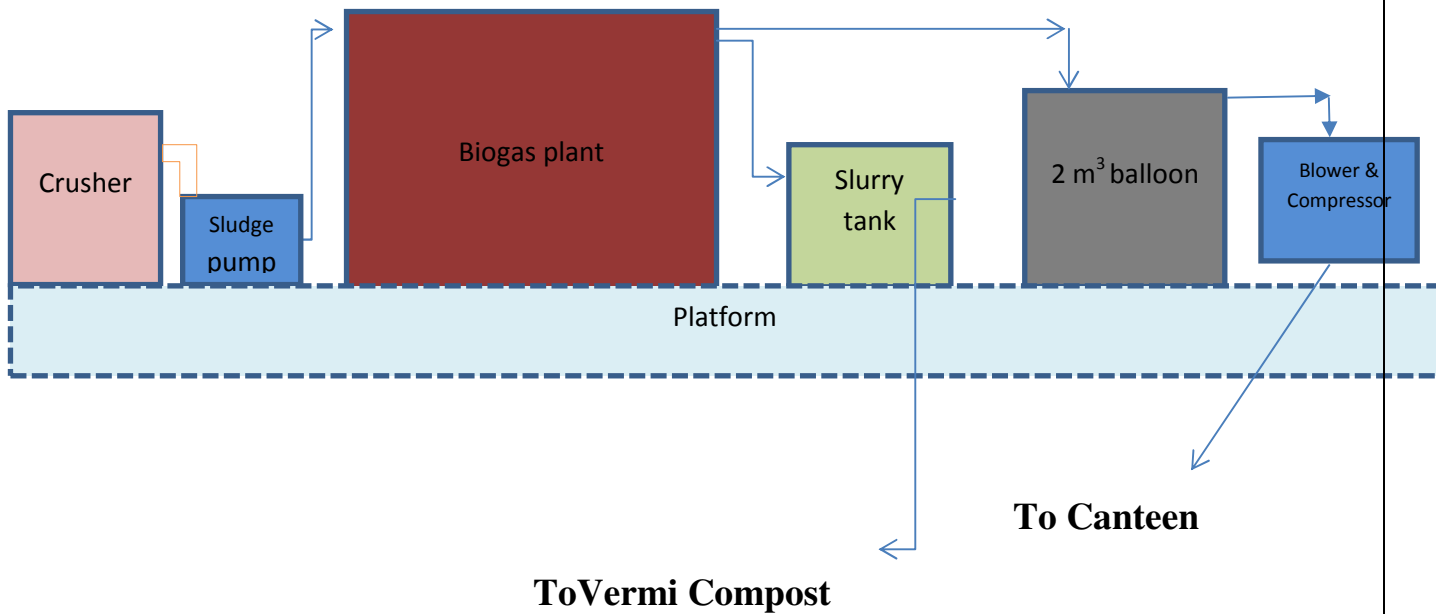 Crusher
Sludge
pump
Biogas plant
Slurry
tank
2 m³ balloon
Blower &
Compressor
Platform
To Canteen
ToVermi Compost